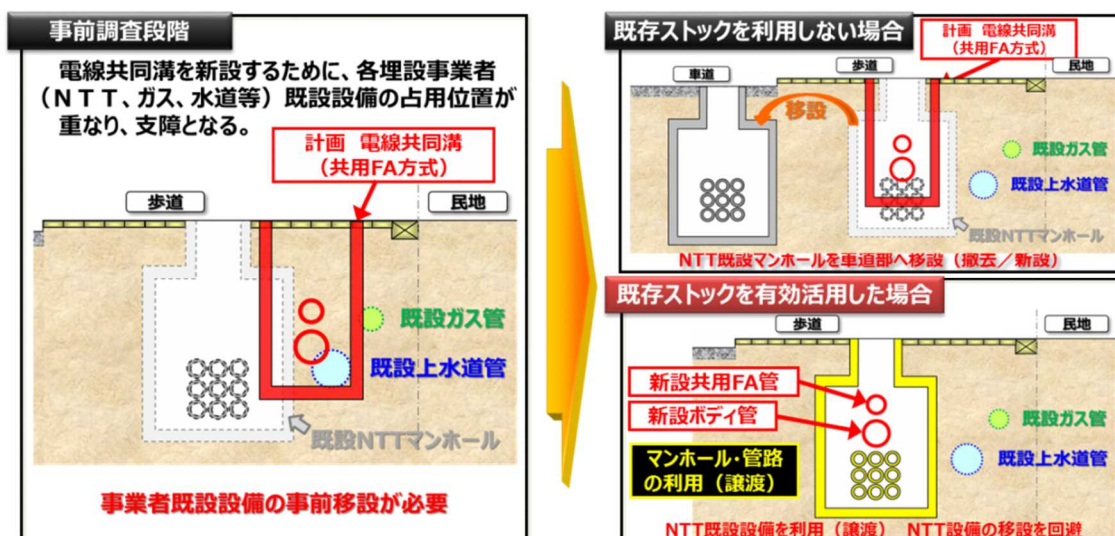 事前調査段階
電線共同溝を新設するために、各埋設事業者
（ＮＴＴ、ガス、水道等）既設設備の占用位置が
重なり、支障となる。
計画　電線共同溝
（共用FA方式）
歩道
民地
既設ガス管
既設上水道管
既設NTTマンホール
事業者既設設備の事前移設が必要
既存ストックを利用しない場合
計画　電線共同溝
（共用FA方式）
車道
歩道
民地
移設
既設ガス管
既設上水道管
既設NTTマンホール
NTT既設マンホールを車道部へ移設（撤去／新設）
既存ストックを有効活用した場合
歩道
民地
新設共用FA管
新設ボディ管
既設ガス管
既設上水道管
マンホール・管路
の利用（譲渡）
NTT既設設備を利用（譲渡）　NTT設備の移設を回避